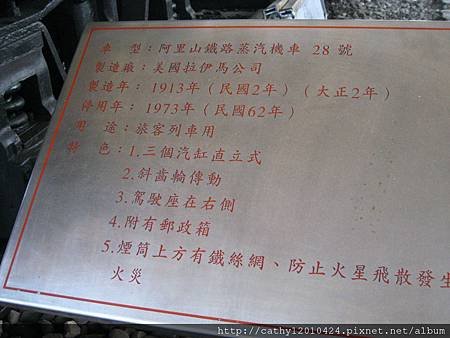 車　型：阿里山鐵路蒸汽機車 28 號
製造廠：美國拉伊馬公司
製造年：1913年（民國2年）（大正2年）
停用年：1973年（民國62年）
用　途：旅客列車用
特　色：1.三個汽缸直立式
2.斜齒輪傳動
3.駕駛座在右側
4.附有郵政箱
5.煙筒上方有鐵絲網、防止火星飛散發生
火災
http://cathy12010424.pixnet.net/album